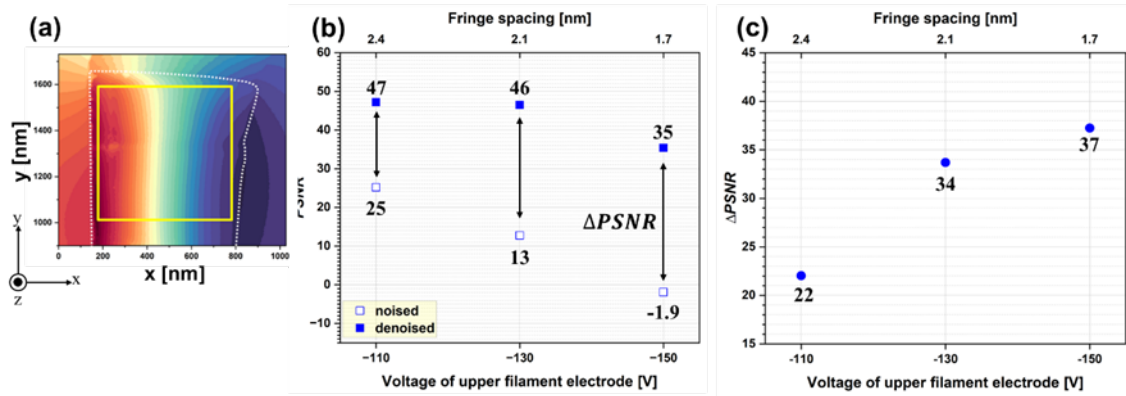 (a)
1600
1400
1200
1000
y [nm]
0 200 400 600 800 1000
x [nm]
y
x
z
(b)
Fringe spacing [nm]
2.4 2.1 1.7
60
50
40
30
20
10
0
−10
PSNR
47
46
35
25
13
-1.9
ΔPSNR
noised
denoised
−110 −130 −150
Voltage of upper filament electrode [V]
(c)
Fringe spacing [nm]
2.4 2.1 1.7
45
40
35
30
25
20
15
ΔPSNR
37
34
22
-110 -130 -150
Voltage of upper filament electrode [V]